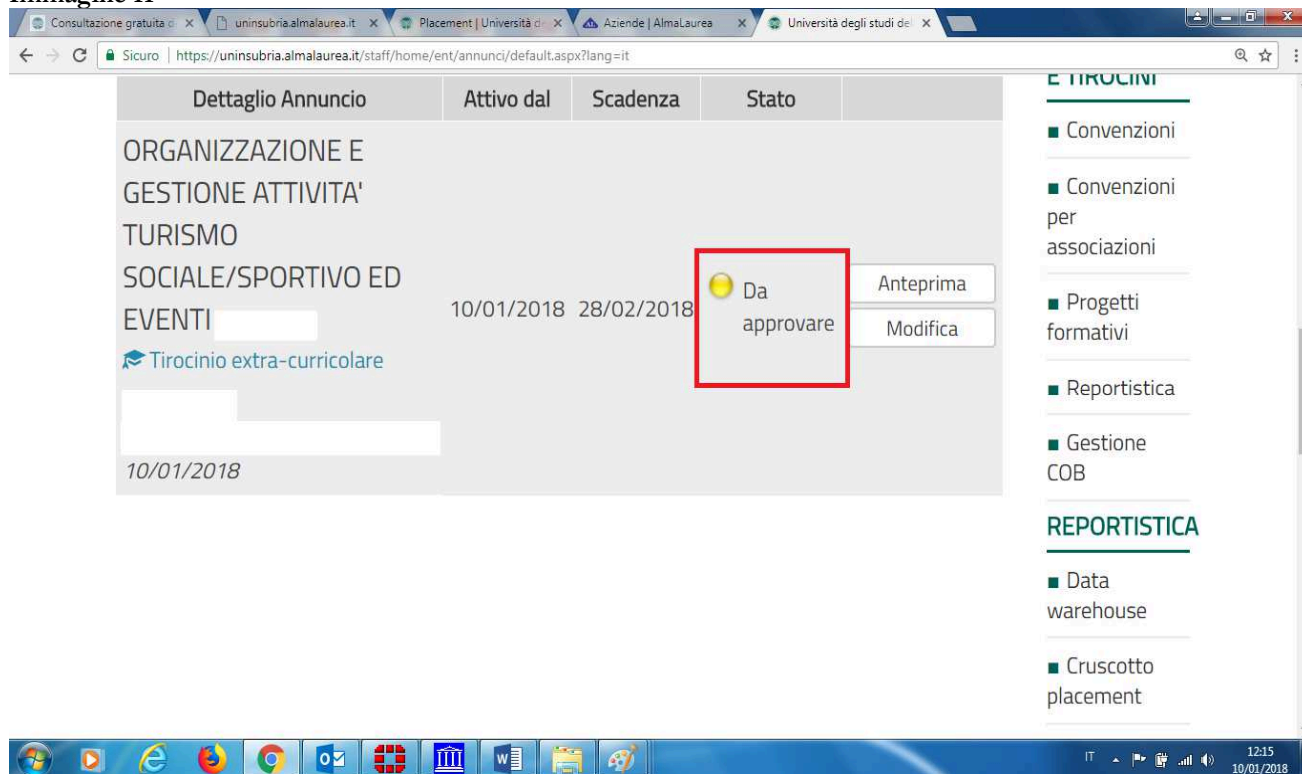 Consultazione gratuita d
uninsubria.almalaurea.it
Placement | Università de
Aziende | AlmaLaurea
Università degli studi del
Sicuro | https://uninsubria.almalaurea.it/staff/home/ent/annunci/default.aspx?lang=it
Dettaglio Annuncio Attivo dal Scadenza Stato
ORGANIZZAZIONE E
GESTIONE ATTIVITA'
TURISMO
SOCIALE/SPORTIVO ED
EVENTI
Tirocinio extra-curricolare
10/01/2018
10/01/2018 28/02/2018
Da
approvare
Anteprima
Modifica
E TIROCINI
Convenzioni
Convenzioni
per
associazioni
Progetti
formativi
Reportistica
Gestione
COB
REPORTISTICA
Data
warehouse
Cruscotto
placement
IT
12:15
10/01/2018